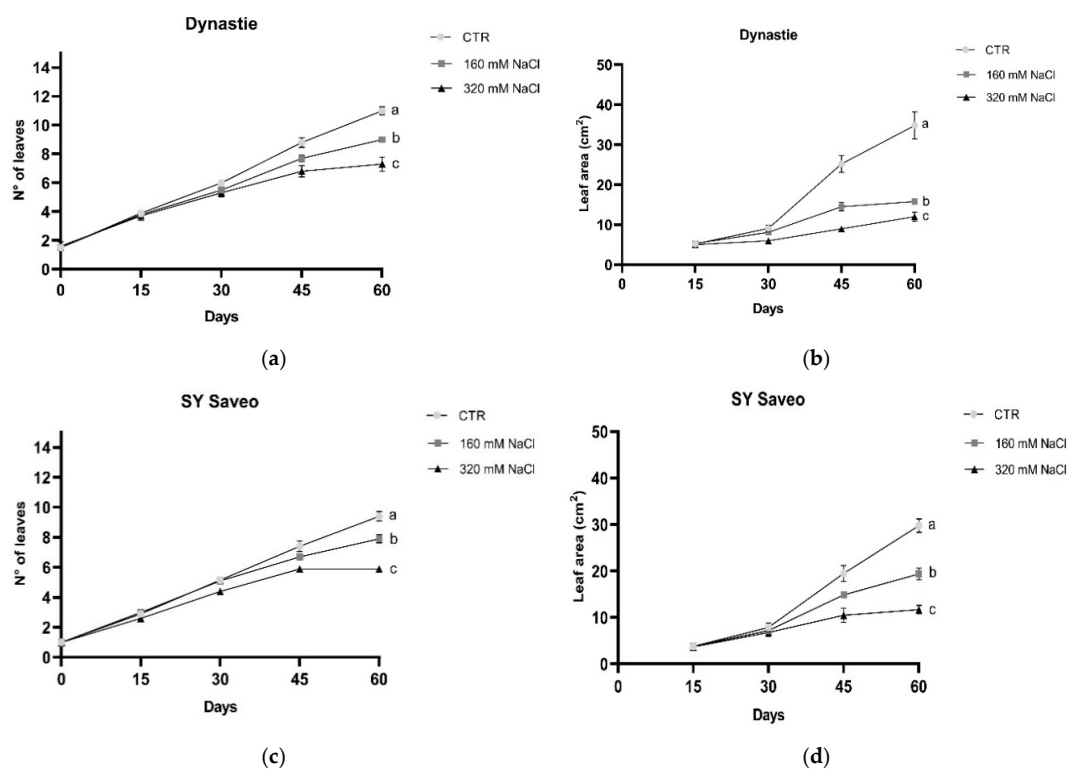 Dynastie
CTR
160 mM NaCl
320 mM NaCl
N° of leaves
14
12
10
8
6
4
2
0
a
b
c
0 15 30 45 60
Days
(a)
Dynastie
CTR
160 mM NaCl
320 mM NaCl
Leaf area (cm²)
50
40
30
20
10
0
a
b
c
0 15 30 45 60
Days
(b)
SY Saveo
CTR
160 mM NaCl
320 mM NaCl
N° of leaves
14
12
10
8
6
4
2
0
a
b
c
0 15 30 45 60
Days
(c)
SY Saveo
CTR
160 mM NaCl
320 mM NaCl
Leaf area (cm²)
50
40
30
20
10
0
a
b
c
0 15 30 45 60
Days
(d)